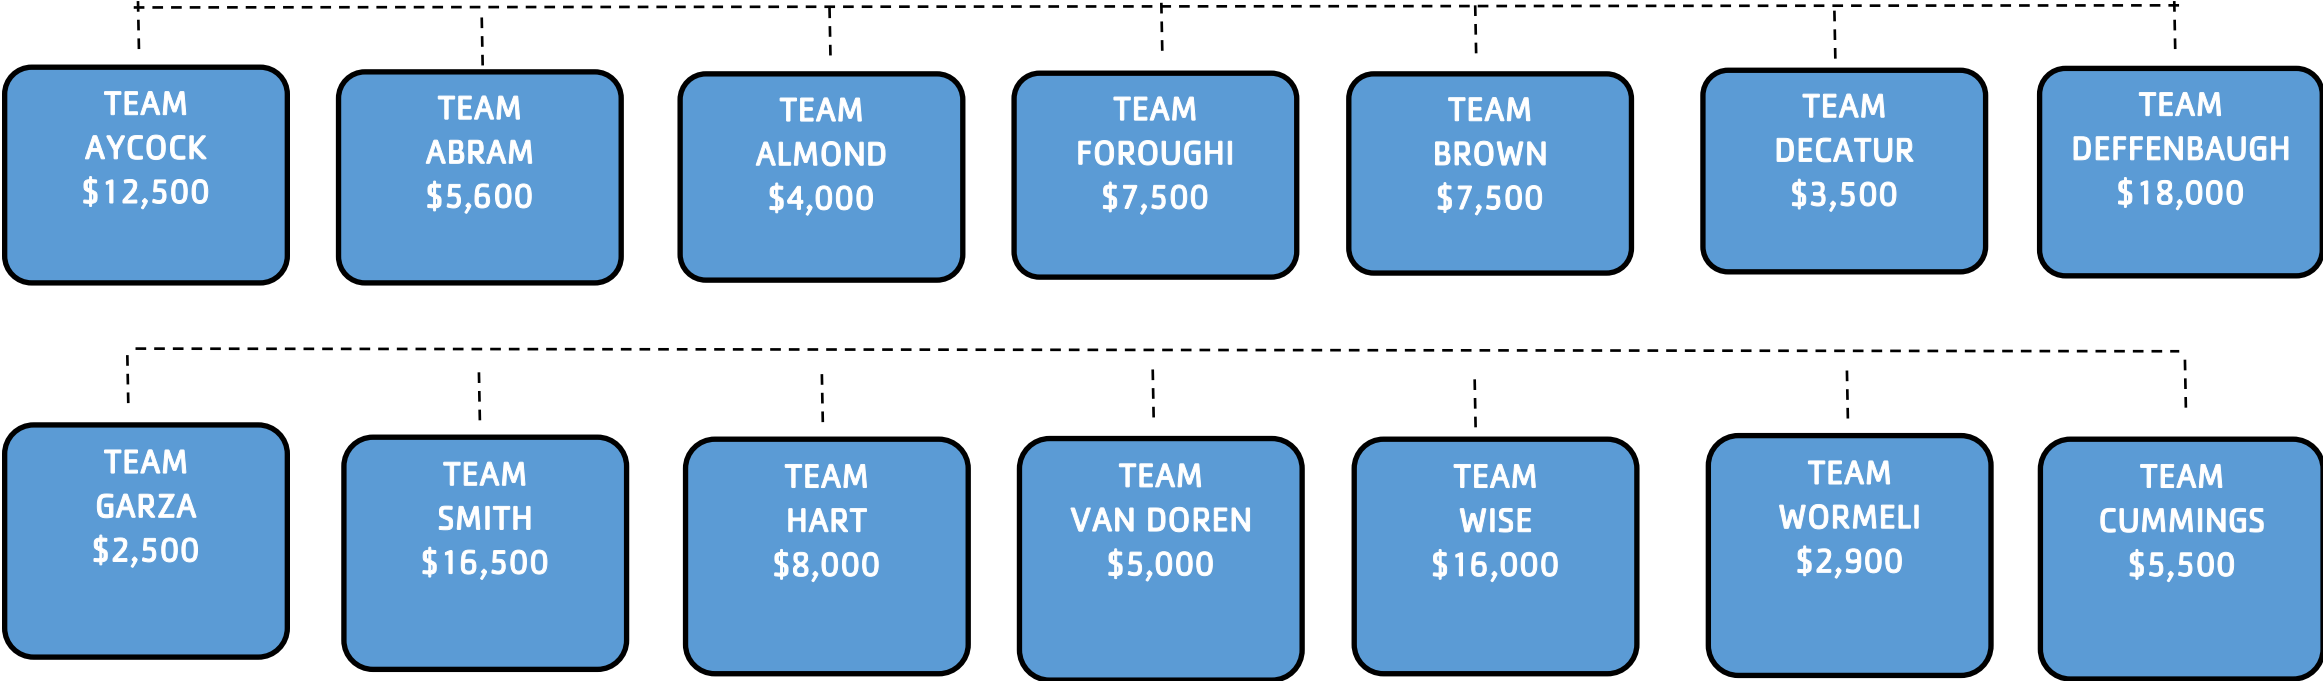 TEAM
AYCOCK
$12,500
TEAM
ABRAM
$5,600
TEAM
ALMOND
$4,000
TEAM
FOROUGHI
$7,500
TEAM
BROWN
$7,500
TEAM
DECATUR
$3,500
TEAM
DEFFENBAUGH
$18,000
TEAM
GARZA
$2,500
TEAM
SMITH
$16,500
TEAM
HART
$8,000
TEAM
VAN DOREN
$5,000
TEAM
WISE
$16,000
TEAM
WORMELI
$2,900
TEAM
CUMMINGS
$5,500